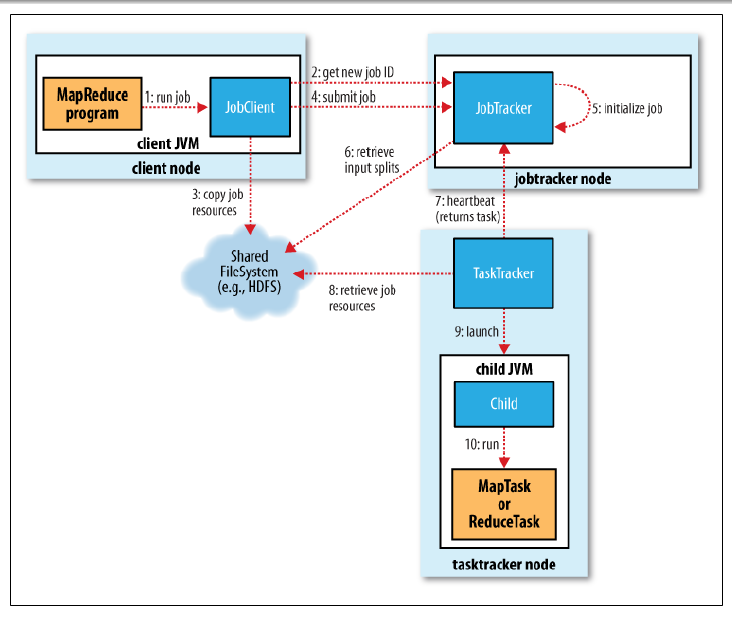 MapReduce
program
1: run job
JobClient
client JVM
client node
2: get new job ID
4: submit job
JobTracker
5: initialize job
jobtracker node
3: copy job
resources
6: retrieve
input splits
7: heartbeat
(returns task)
Shared
FileSystem
(e.g., HDFS)
8: retrieve job
resources
TaskTracker
9: launch
child JVM
Child
10: run
MapTask
or
ReduceTask
tasktracker node